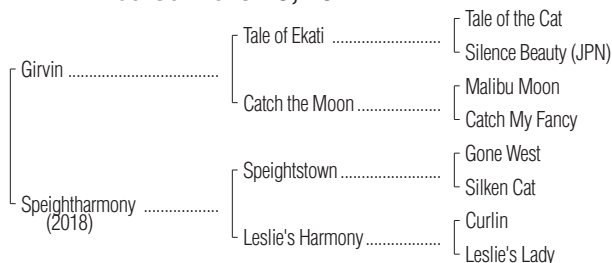 Tale of the Cat
Tale of Ekati ......................
Silence Beauty (JPN)
Girvin ......................................
Malibu Moon
Catch the Moon .....................
Catch My Fancy
Gone West
Speightstown .........................
Silken Cat
Speightharmony ...................
(2018)
Curlin
Leslie's Harmony ...................
Leslie's Lady